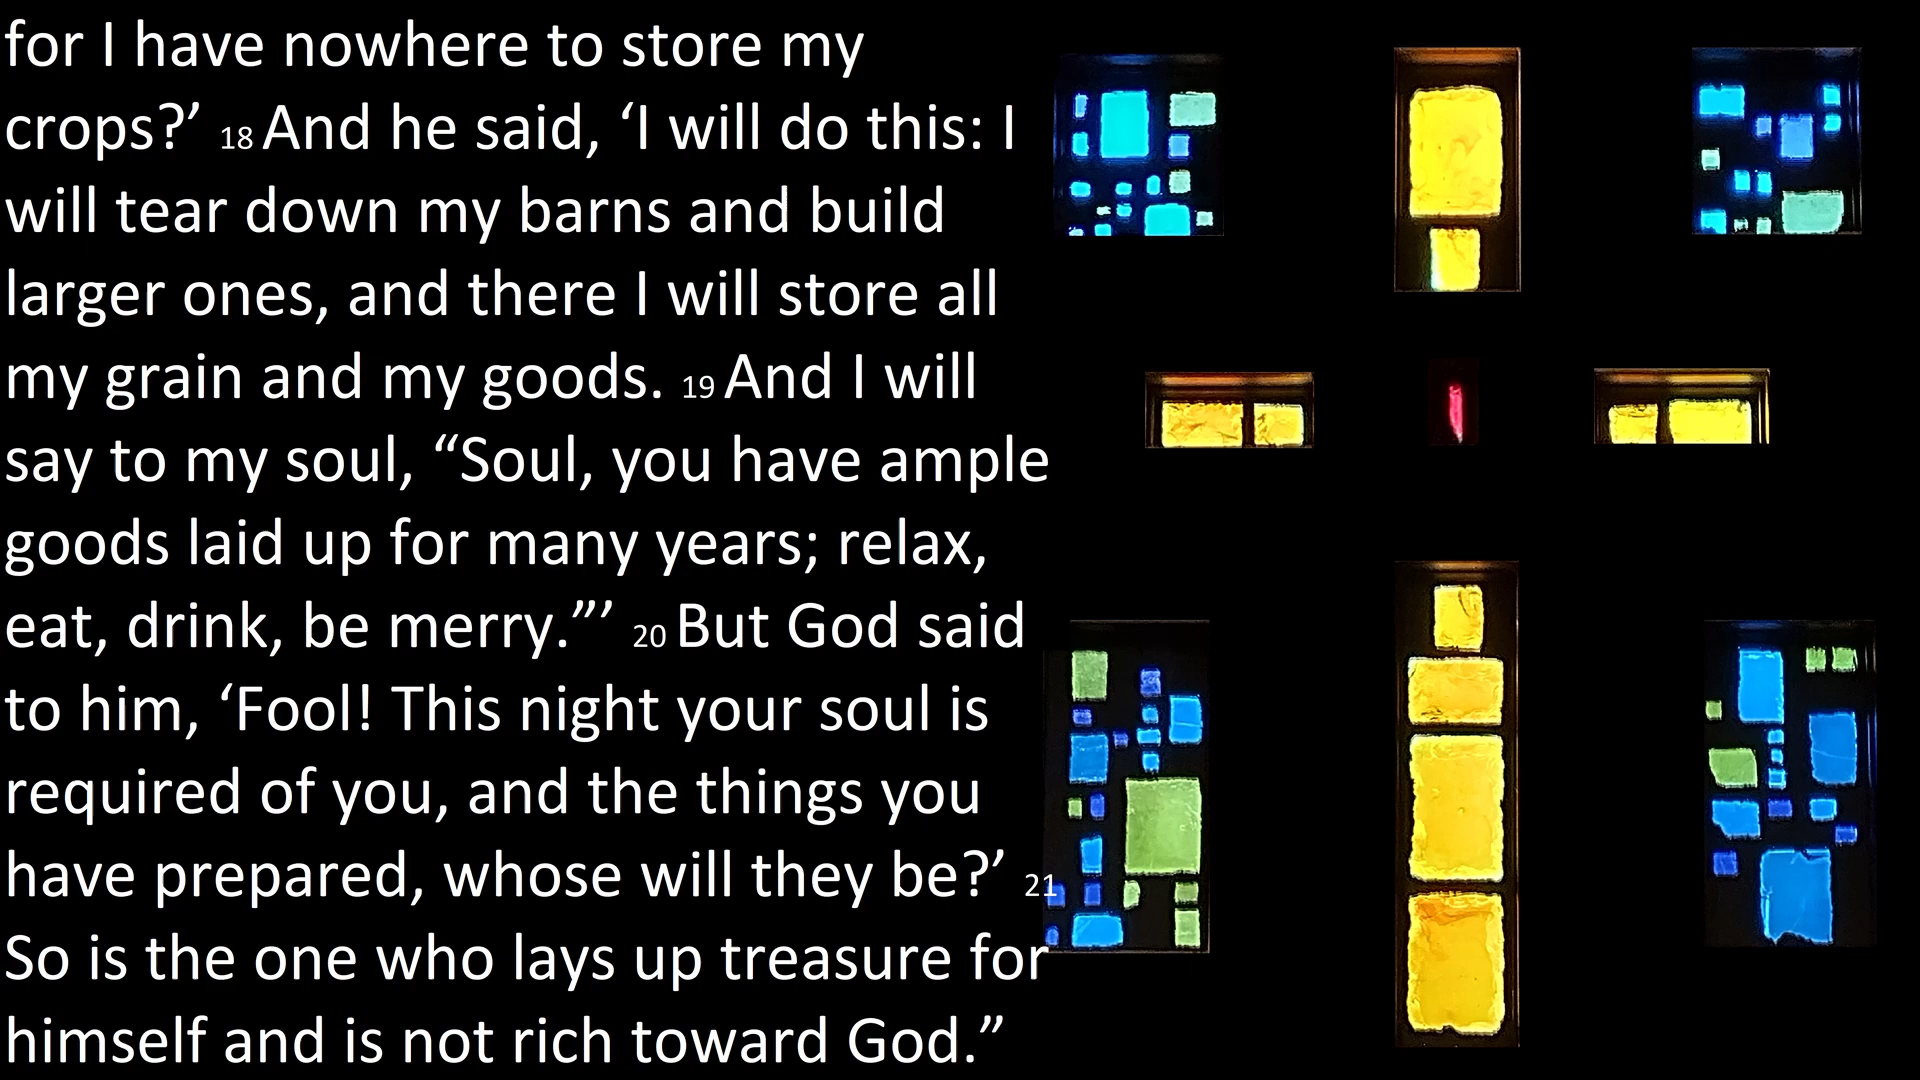 for I have nowhere to store my
crops?’ 18 And he said, ‘I will do this: I
will tear down my barns and build
larger ones, and there I will store all
my grain and my goods. 19 And I will
say to my soul, “Soul, you have ample
goods laid up for many years; relax,
eat, drink, be merry.”’ 20 But God said
to him, ‘Fool! This night your soul is
required of you, and the things you
have prepared, whose will they be?’ 21
So is the one who lays up treasure for
himself and is not rich toward God.”